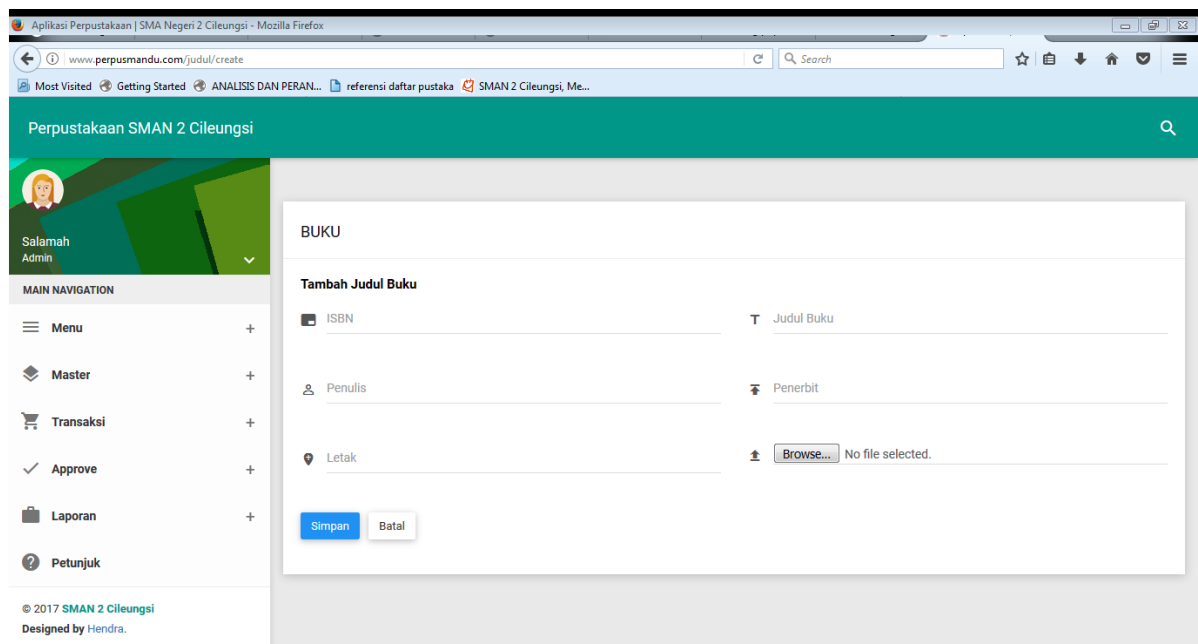 Aplikasi Perpustakaan | SMA Negeri 2 Cileungsi - Mozilla Firefox
www.perpusmandu.com/judul/create
Search
Most Visited Getting Started ANALISIS DAN PERAN... referensi daftar pustaka SMAN 2 Cileungsi, Me...
Perpustakaan SMAN 2 Cileungsi
Salamah
Admin
MAIN NAVIGATION
Menu +
Master +
Transaksi +
Approve +
Laporan +
Petunjuk
© 2017 SMAN 2 Cileungsi
Designed by Hendra.
BUKU
Tambah Judul Buku
ISBN
T Judul Buku
Penulis
Penerbit
Letak
Browse... No file selected.
Simpan Batal